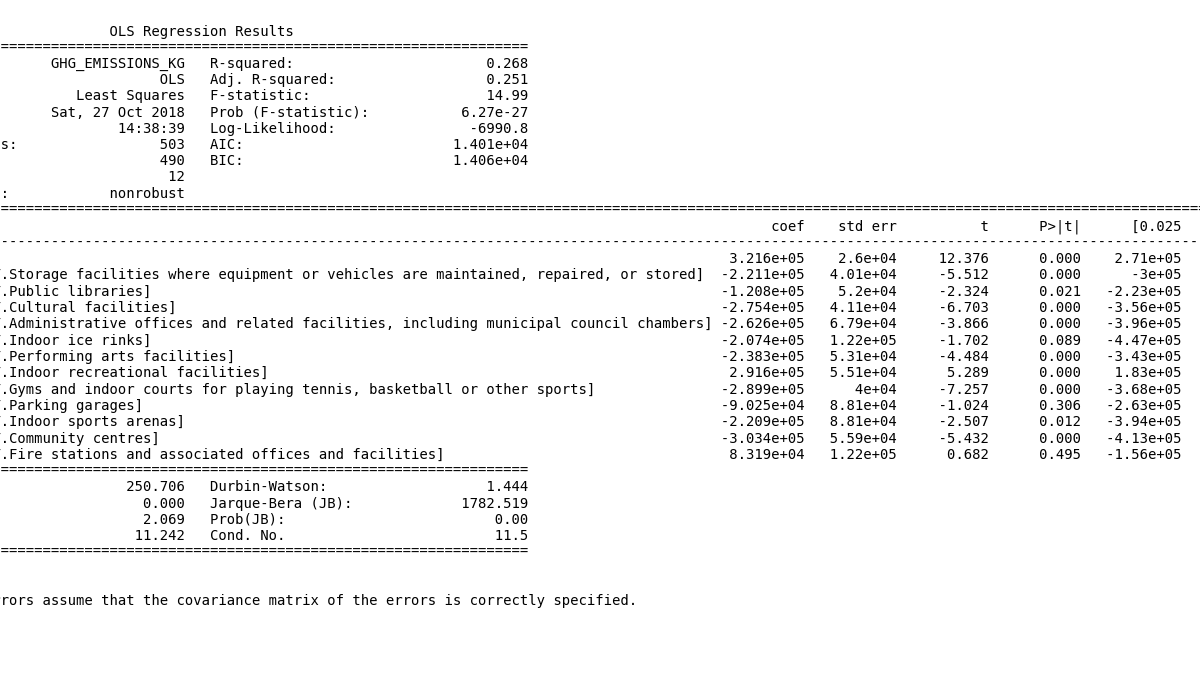 OLS Regression Results
==============================================================
GHG_EMISSIONS_KG R-squared: 0.268
OLS Adj. R-squared: 0.251
Least Squares F-statistic: 14.99
Sat, 27 Oct 2018 Prob (F-statistic): 6.27e-27
14:38:39 Log-Likelihood: -6990.8
s: 503 AIC: 1.401e+04
490 BIC: 1.406e+04
12
: nonrobust
==============================================================
coef std err t P>|t| [0.025
--------------------------------------------------------------
3.216e+05 2.6e+04 12.376 0.000 2.71e+05
.Storage facilities where equipment or vehicles are maintained, repaired, or stored] -2.211e+05 4.01e+04 -5.512 0.000 -3e+05
.Public libraries] -1.208e+05 5.2e+04 -2.324 0.021 -2.23e+05
.Cultural facilities] -2.754e+05 4.11e+04 -6.703 0.000 -3.56e+05
.Administrative offices and related facilities, including municipal council chambers] -2.626e+05 6.79e+04 -3.866 0.000 -3.96e+05
.Indoor ice rinks] -2.074e+05 1.22e+05 -1.702 0.089 -4.47e+05
.Performing arts facilities] -2.383e+05 5.31e+04 -4.484 0.000 -3.43e+05
.Indoor recreational facilities] 2.916e+05 5.51e+04 5.289 0.000 1.83e+05
.Gyms and indoor courts for playing tennis, basketball or other sports] -2.899e+05 4e+04 -7.257 0.000 -3.68e+05
.Parking garages] -9.025e+04 8.81e+04 -1.024 0.306 -2.63e+05
.Indoor sports arenas] -2.209e+05 8.81e+04 -2.507 0.012 -3.94e+05
.Community centres] -3.034e+05 5.59e+04 -5.432 0.000 -4.13e+05
.Fire stations and associated offices and facilities] 8.319e+04 1.22e+05 0.682 0.495 -1.56e+05
==============================================================
250.706 Durbin-Watson: 1.444
0.000 Jarque-Bera (JB): 1782.519
2.069 Prob(JB): 0.00
11.242 Cond. No. 11.5
==============================================================
rors assume that the covariance matrix of the errors is correctly specified.